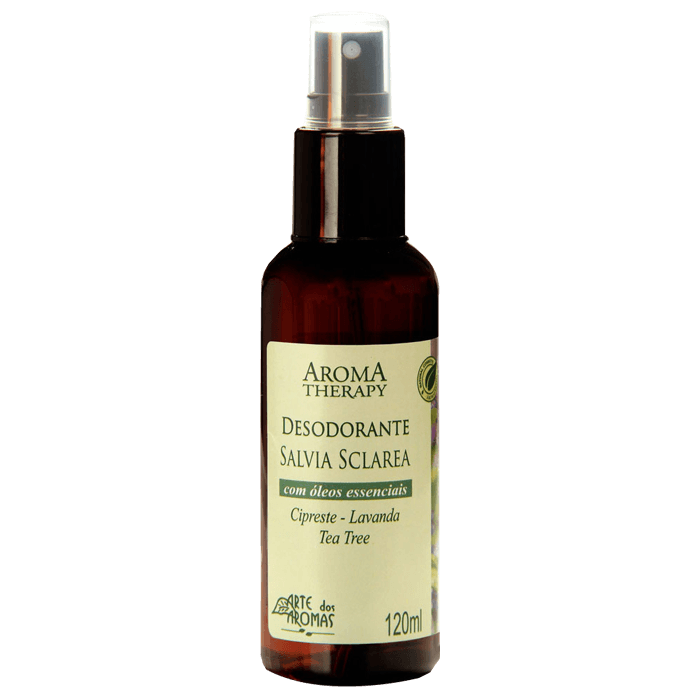 AROMA
THERAPY
DESODORANTE
SALVIA SCLAREA
com óleos essenciais
Cipreste - Lavanda
Tea Tree
ARTE dos
AROMAS
120ml